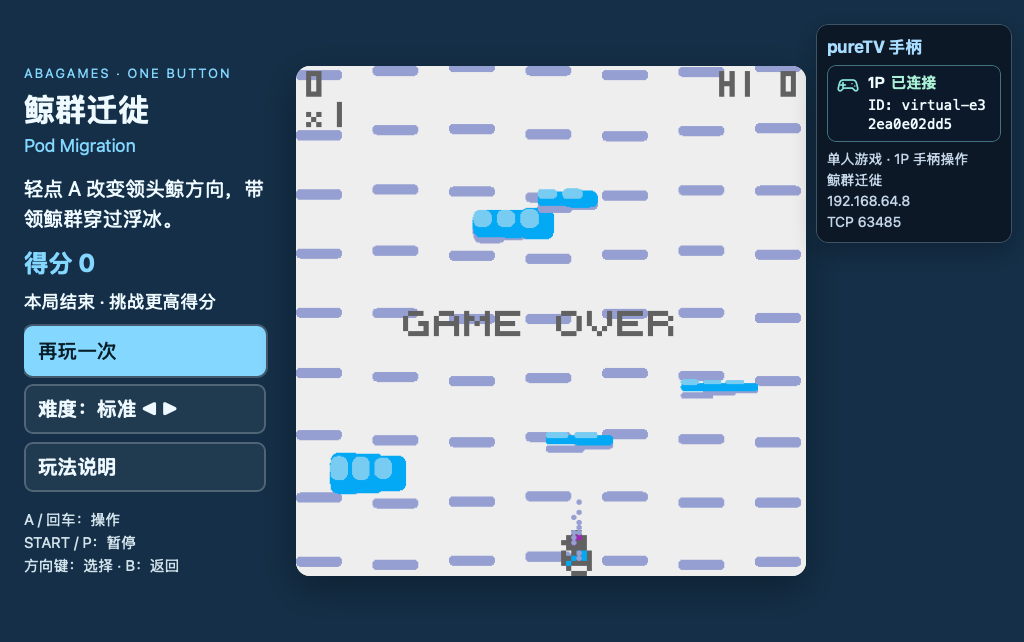 ABAGAMES · ONE BUTTON
鲸群迁徙
Pod Migration
轻点 A 改变领头鲸方向，带
领鲸群穿过浮冰。
得分 0
本局结束 · 挑战更高得分
再玩一次
难度：标准 ◀ ▶
玩法说明
A / 回车：操作
START / P：暂停
方向键：选择 · B：返回
0
HI 0
x1
GAME OVER
pureTV 手柄
1P 已连接
ID: virtual-e3
2ea0e02dd5
单人游戏 · 1P 手柄操作
鲸群迁徙
192.168.64.8
TCP 63485